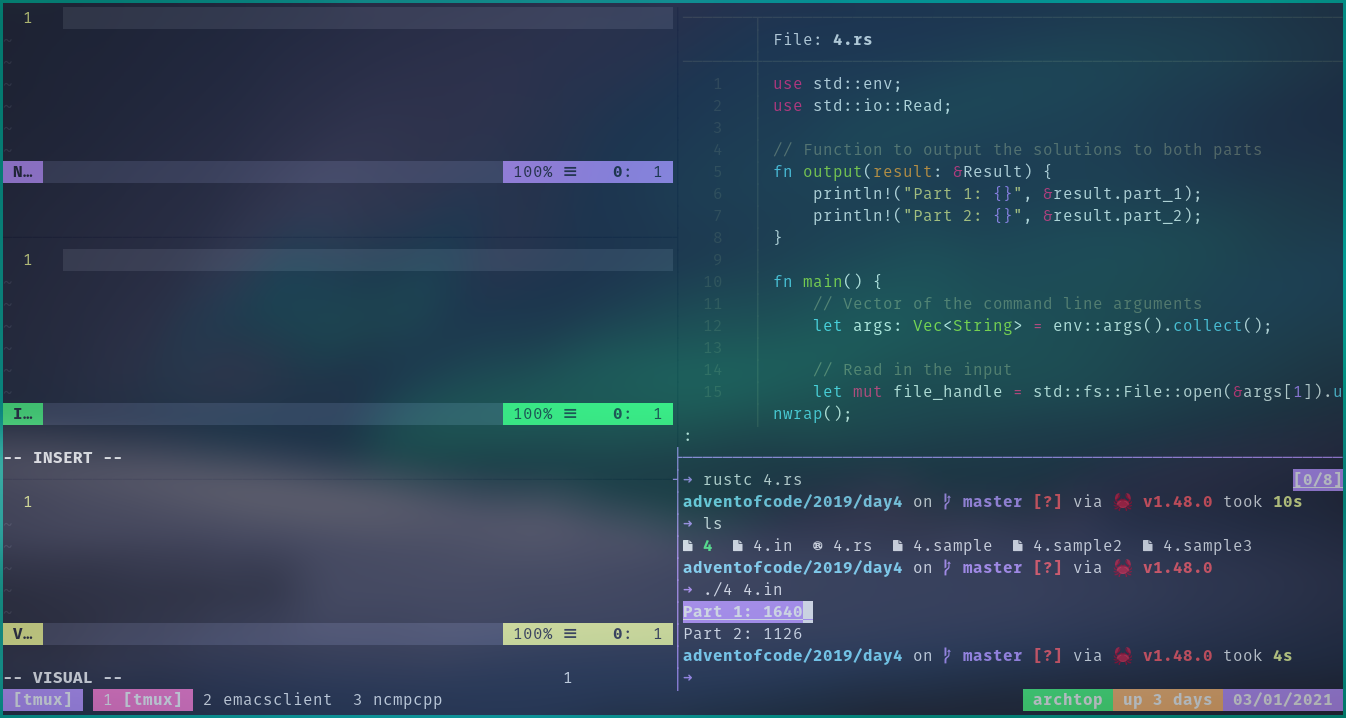 1
~
~
~
~
~
N… 100% ☰ 0: 1
1
~
~
~
~
~
~
I… 100% ☰ 0: 1
-- INSERT --
1
~
~
~
~
~
V… 100% ☰ 0: 1
-- VISUAL -- 1
File: 4.rs
1 use std::env;
2 use std::io::Read;
3
4 // Function to output the solutions to both parts
5 fn output(result: &Result) {
6 println!("Part 1: {}", &result.part_1);
7 println!("Part 2: {}", &result.part_2);
8 }
9
10 fn main() {
11 // Vector of the command line arguments
12 let args: Vec<String> = env::args().collect();
13
14 // Read in the input
15 let mut file_handle = std::fs::File::open(&args[1]).u
nwrap();
:
→ rustc 4.rs [0/8]
adventofcode/2019/day4 on master [?] via 🦀 v1.48.0 took 10s
→ ls
4 4.in 4.rs 4.sample 4.sample2 4.sample3
adventofcode/2019/day4 on master [?] via 🦀 v1.48.0
→ ./4 4.in
Part 1: 1640
Part 2: 1126
adventofcode/2019/day4 on master [?] via 🦀 v1.48.0 took 4s
→
[tmux] 1 [tmux] 2 emacsclient 3 ncmpcpp archtop up 3 days 03/01/2021